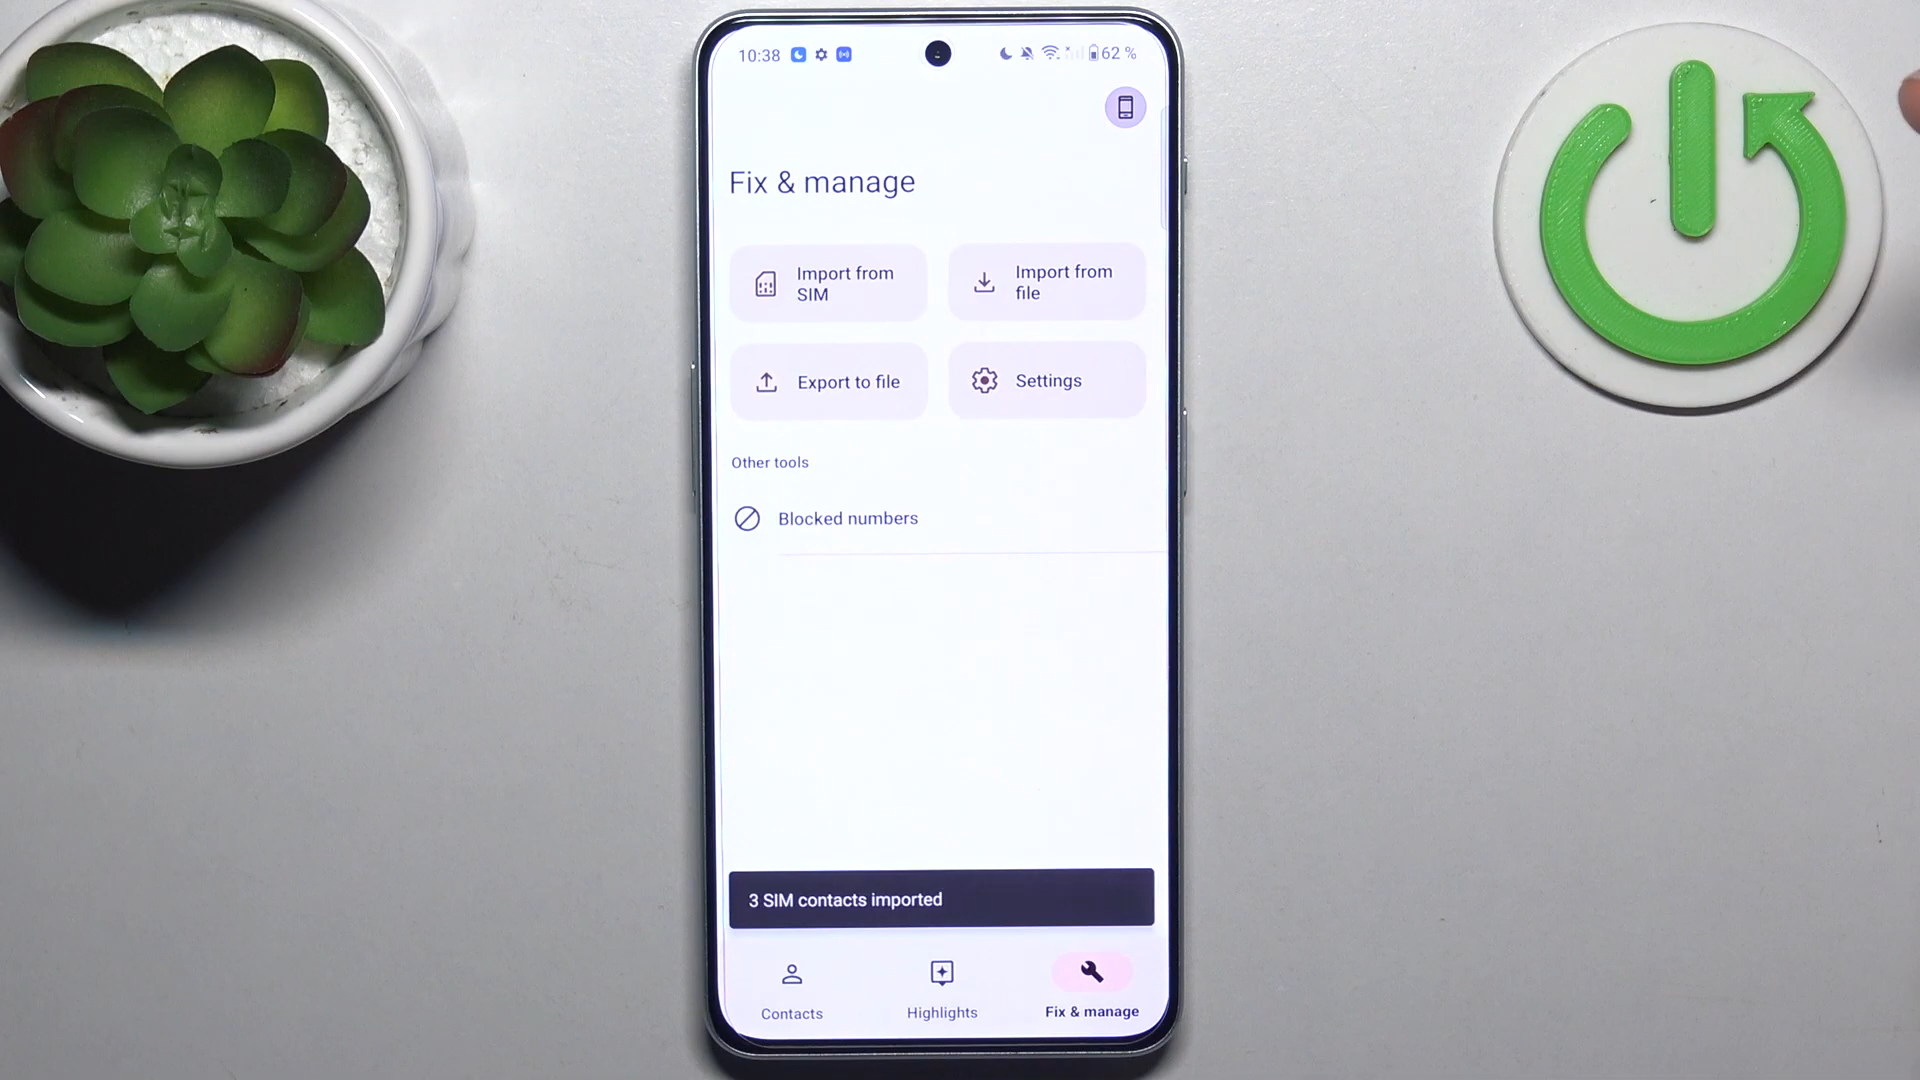 10:38
62 %
Fix & manage
Import from
SIM
Import from
file
Export to file
Settings
Other tools
Blocked numbers
3 SIM contacts imported
Contacts
Highlights
Fix & manage